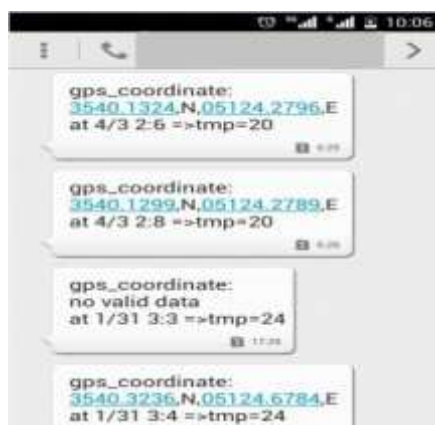 10:06
gps_coordinate:
3540.1324,N,05124.2796,E
at 4/3 2:6 =>tmp=20
gps_coordinate:
3540.1299,N,05124.2789,E
at 4/3 2:8 =>tmp=20
gps_coordinate:
no valid data
at 1/31 3:3 =>tmp=24
gps_coordinate:
3540.3236,N,05124.6784,E
at 1/31 3:4 =>tmp=24